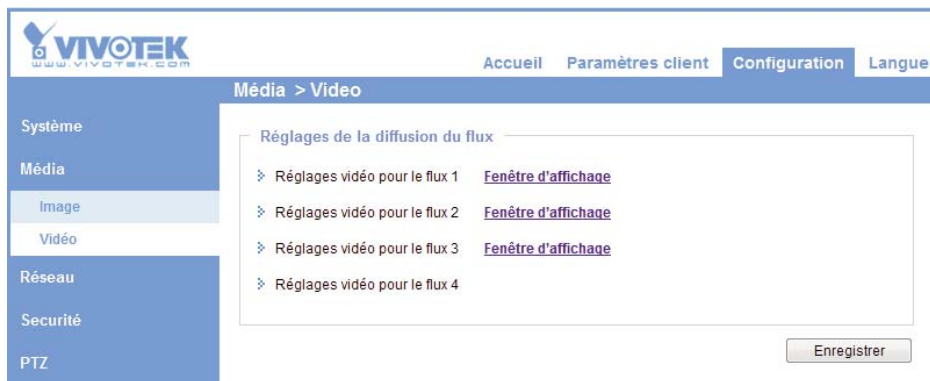 VIVOTEK
www.vivotek.com
Accueil Paramètres client Configuration Langue
Média > Video
Système
Média
Image
Vidéo
Réseau
Securité
PTZ
Réglages de la diffusion du flux
Réglages vidéo pour le flux 1 Fenêtre d'affichage
Réglages vidéo pour le flux 2 Fenêtre d'affichage
Réglages vidéo pour le flux 3 Fenêtre d'affichage
Réglages vidéo pour le flux 4
Enregistrer